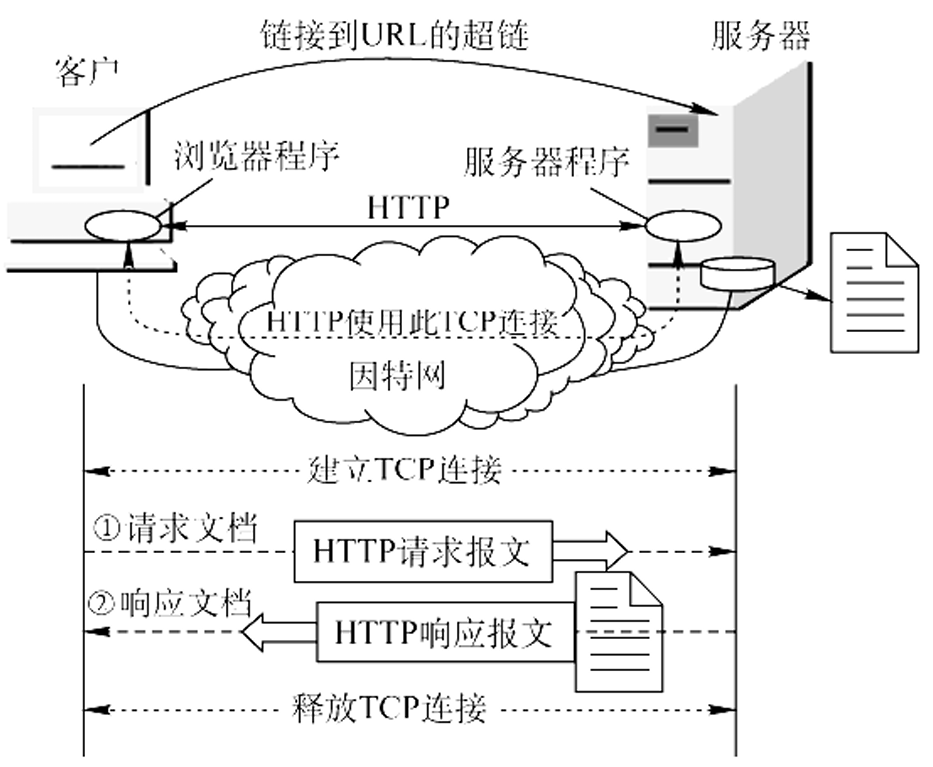 链接到URL的超链
服务器
客户
浏览器程序
服务器程序
HTTP
HTTP使用此TCP连接
因特网
建立TCP连接
①请求文档
HTTP请求报文
②响应文档
HTTP响应报文
释放TCP连接